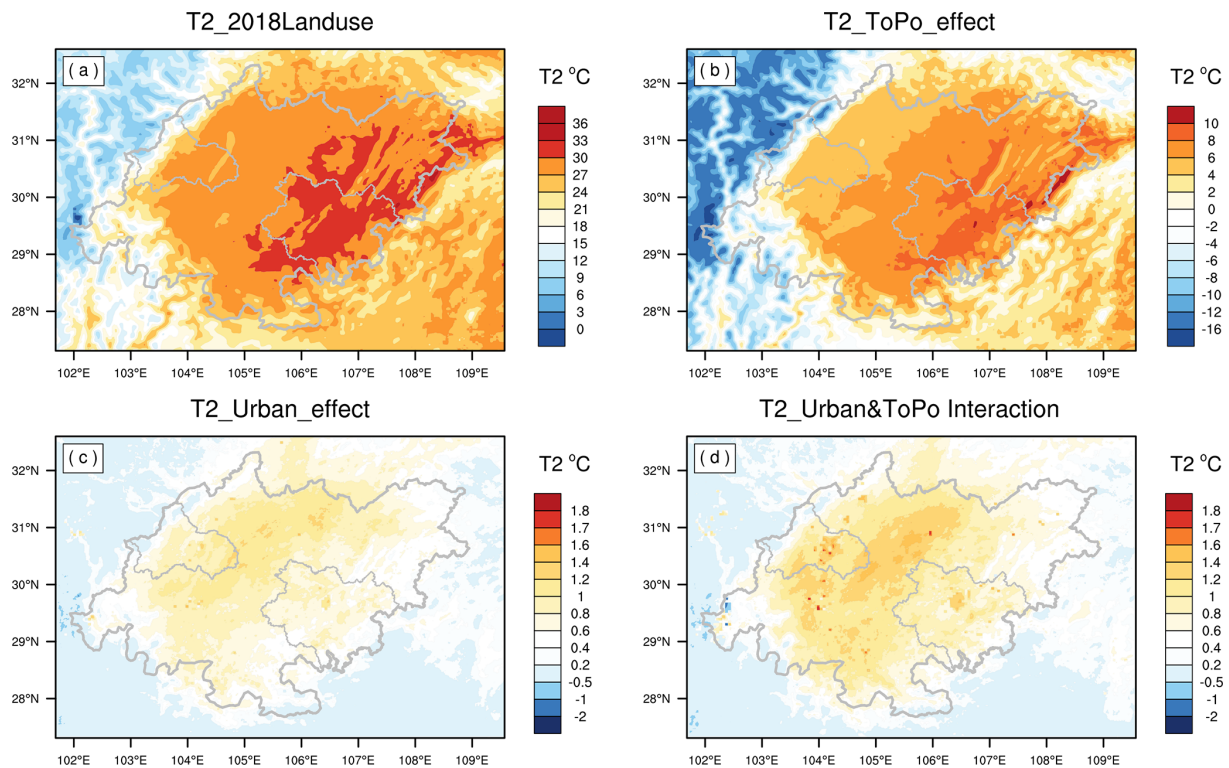 T2_2018Landuse
( a )
T2 °C
32°N
31°N
30°N
29°N
28°N
102°E 103°E 104°E 105°E 106°E 107°E 108°E 109°E
36
33
30
27
24
21
18
15
12
9
6
3
0
T2_ToPo_effect
( b )
T2 °C
32°N
31°N
30°N
29°N
28°N
102°E 103°E 104°E 105°E 106°E 107°E 108°E 109°E
10
8
6
4
2
0
-2
-4
-6
-8
-10
-12
-16
T2_Urban_effect
( c )
T2 °C
32°N
31°N
30°N
29°N
28°N
102°E 103°E 104°E 105°E 106°E 107°E 108°E 109°E
1.8
1.7
1.6
1.4
1.2
1
0.8
0.6
0.4
0.2
-0.5
-1
-2
T2_Urban&ToPo Interaction
( d )
T2 °C
32°N
31°N
30°N
29°N
28°N
102°E 103°E 104°E 105°E 106°E 107°E 108°E 109°E
1.8
1.7
1.6
1.4
1.2
1
0.8
0.6
0.4
0.2
-0.5
-1
-2